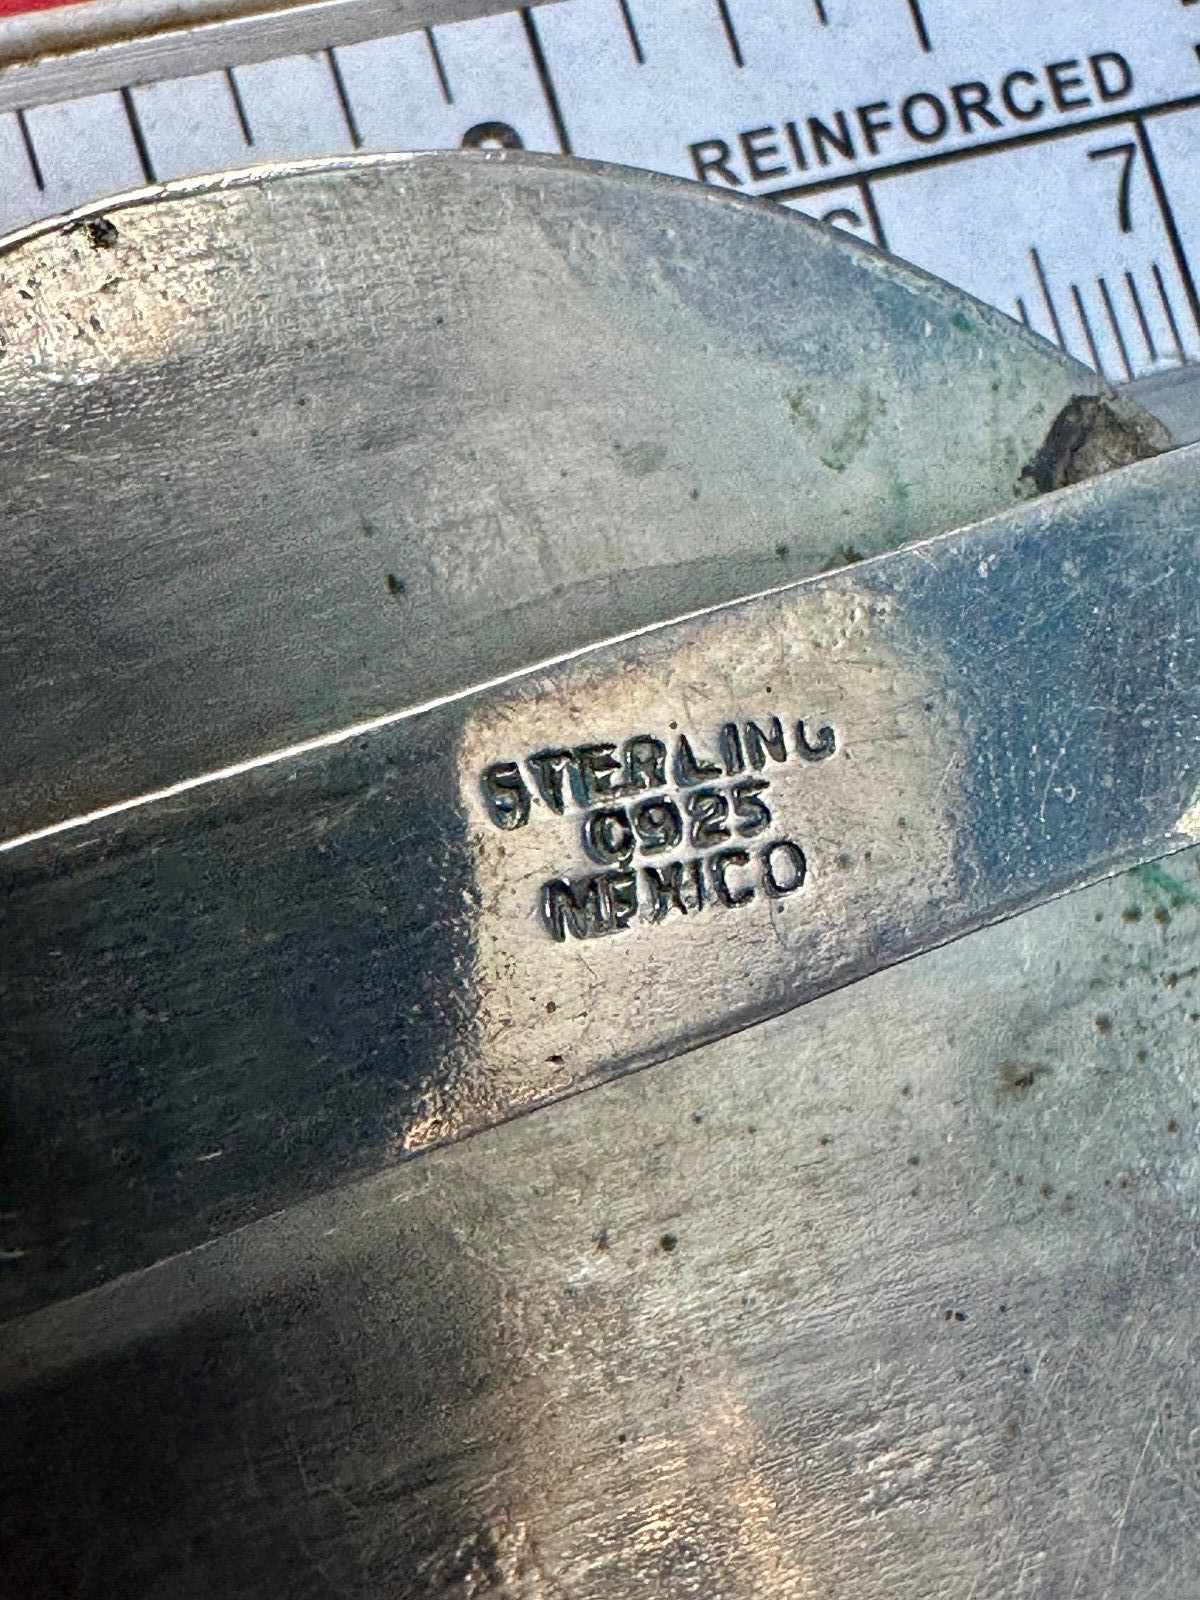 REINFORCED
7
STERLING
C925
MEXICO